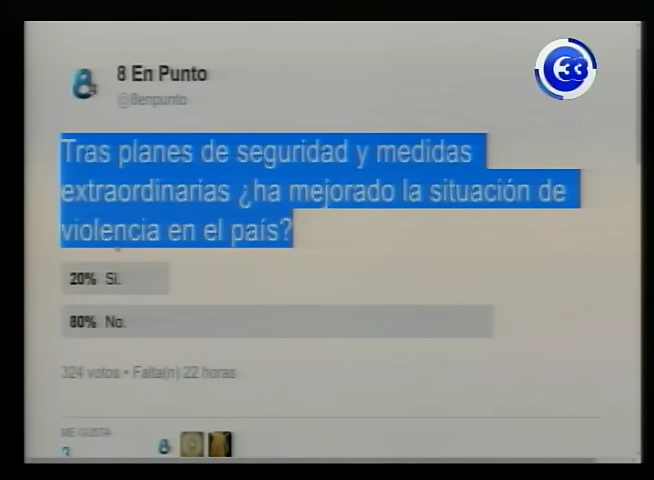 33
8 En Punto
@8enpunto
Tras planes de seguridad y medidas
extraordinarias ¿ha mejorado la situación de
violencia en el país?
20% Sí.
80% No.
324 votos • Falta(n) 22 horas
ME GUSTA